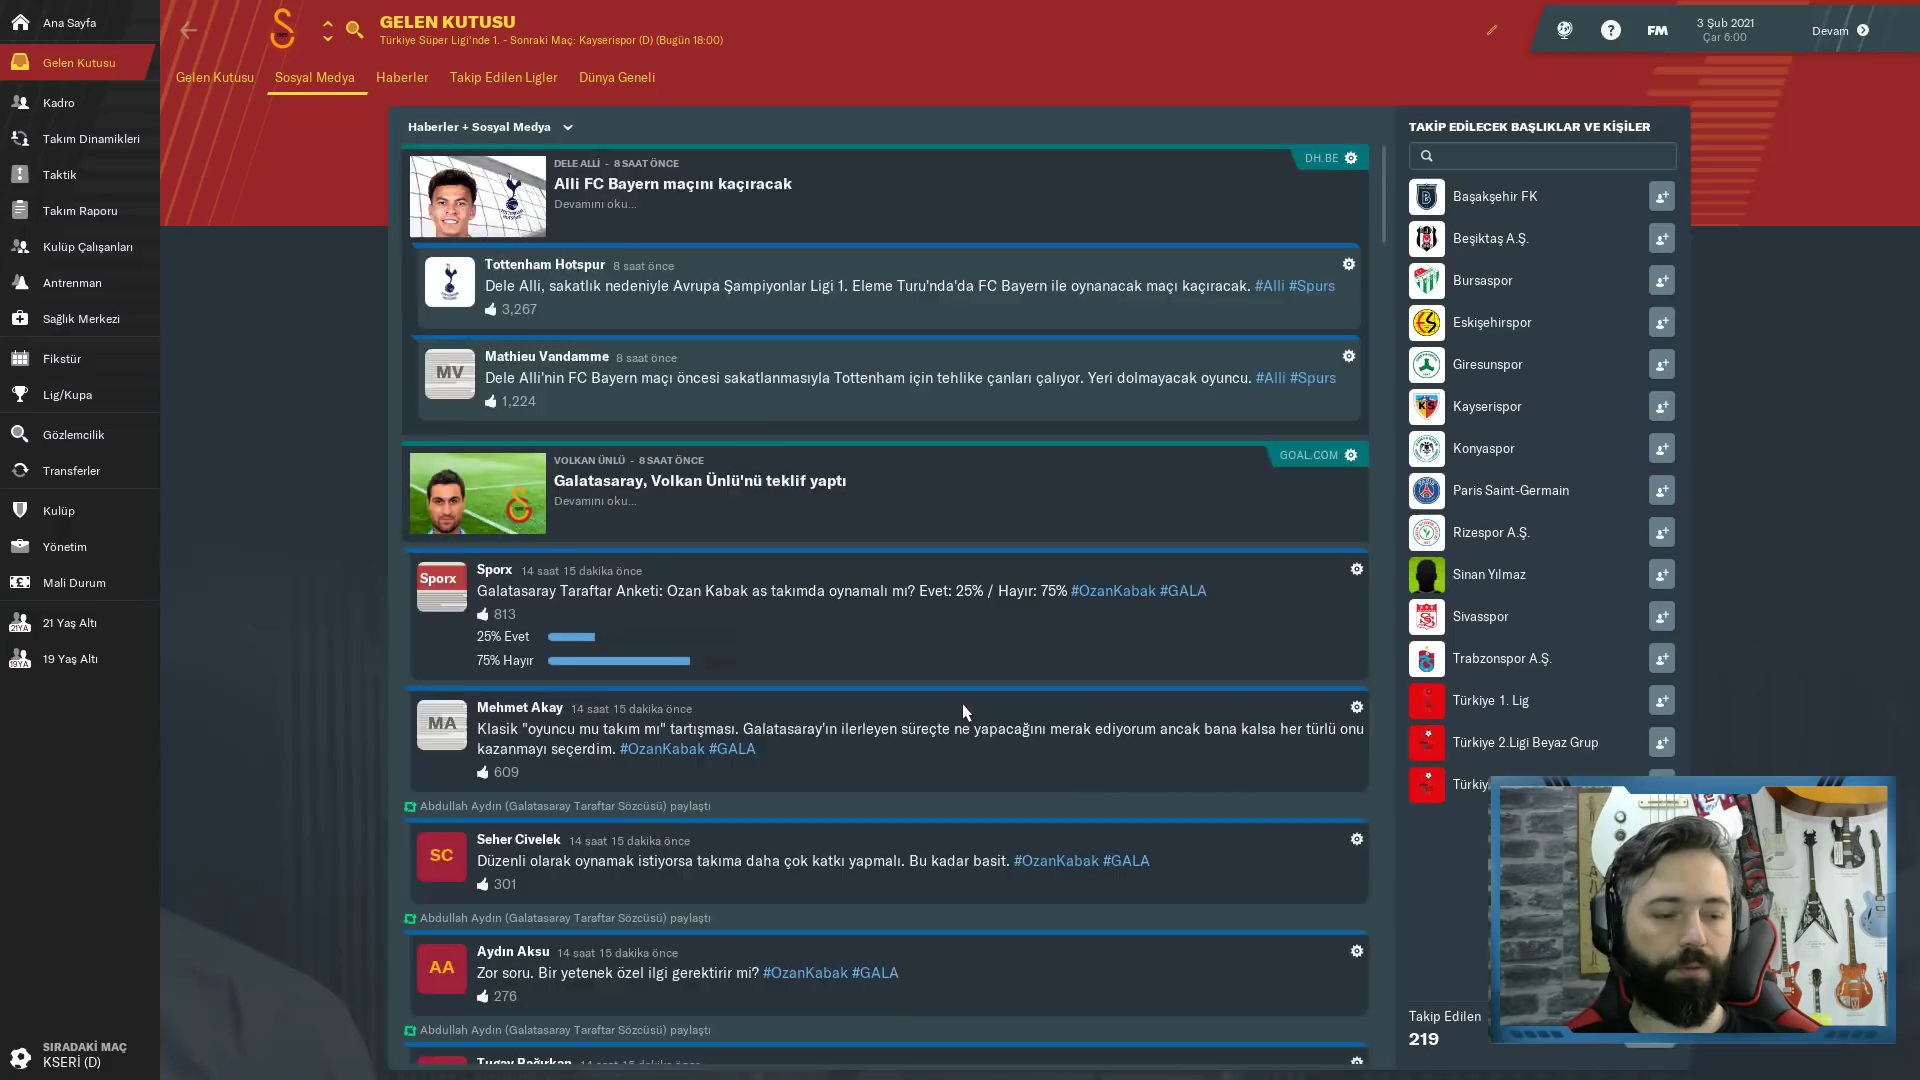 Ana Sayfa
Gelen Kutusu
Kadro
Takım Dinamikleri
Taktik
Takım Raporu
Kulüp Çalışanları
Antrenman
Sağlık Merkezi
Fikstür
Lig/Kupa
Gözlemcilik
Transferler
Kulüp
Yönetim
Mali Durum
21YA
21 Yaş Altı
19YA
19 Yaş Altı
SIRADAKİ MAÇ
KSERİ (D)
GELEN KUTUSU
Türkiye Süper Ligi'nde 1. - Sonraki Maç: Kayserispor (D) (Bugün 18:00)
FM
3 Şub 2021
Çar 6:00
Devam
Gelen Kutusu
Sosyal Medya
Haberler
Takip Edilen Ligler
Dünya Geneli
Haberler + Sosyal Medya
DELE ALLİ - 8 SAAT ÖNCE
DH.BE
Alli FC Bayern maçını kaçıracak
Devamını oku...
Tottenham Hotspur 8 saat önce
Dele Alli, sakatlık nedeniyle Avrupa Şampiyonlar Ligi 1. Eleme Turu'nda'da FC Bayern ile oynanacak maçı kaçıracak. #Alli #Spurs
3,267
MV
Mathieu Vandamme 8 saat önce
Dele Alli'nin FC Bayern maçı öncesi sakatlanmasıyla Tottenham için tehlike çanları çalıyor. Yeri dolmayacak oyuncu. #Alli #Spurs
1,224
VOLKAN ÜNLÜ - 8 SAAT ÖNCE
GOAL.COM
Galatasaray, Volkan Ünlü'nü teklif yaptı
Devamını oku...
Sporx
Sporx 14 saat 15 dakika önce
Galatasaray Taraftar Anketi: Ozan Kabak as takımda oynamalı mı? Evet: 25% / Hayır: 75% #OzanKabak #GALA
813
25% Evet
75% Hayır
MA
Mehmet Akay 14 saat 15 dakika önce
Klasik "oyuncu mu takım mı" tartışması. Galatasaray'ın ilerleyen süreçte ne yapacağını merak ediyorum ancak bana kalsa her türlü onu
kazanmayı seçerdim. #OzanKabak #GALA
609
Abdullah Aydın (Galatasaray Taraftar Sözcüsü) paylaştı
SC
Seher Civelek 14 saat 15 dakika önce
Düzenli olarak oynamak istiyorsa takıma daha çok katkı yapmalı. Bu kadar basit. #OzanKabak #GALA
301
Abdullah Aydın (Galatasaray Taraftar Sözcüsü) paylaştı
AA
Aydın Aksu 14 saat 15 dakika önce
Zor soru. Bir yetenek özel ilgi gerektirir mi? #OzanKabak #GALA
276
Abdullah Aydın (Galatasaray Taraftar Sözcüsü) paylaştı
Tugay Bağırkan 14 saat 15 dakika önce
TAKİP EDİLECEK BAŞLIKLAR VE KİŞİLER
Başakşehir FK
Beşiktaş A.Ş.
Bursaspor
Eskişehirspor
Giresunspor
Kayserispor
Konyaspor
Paris Saint-Germain
Rizespor A.Ş.
Sinan Yılmaz
Sivasspor
Trabzonspor A.Ş.
Türkiye 1. Lig
Türkiye 2.Ligi Beyaz Grup
Takip Edilen
219